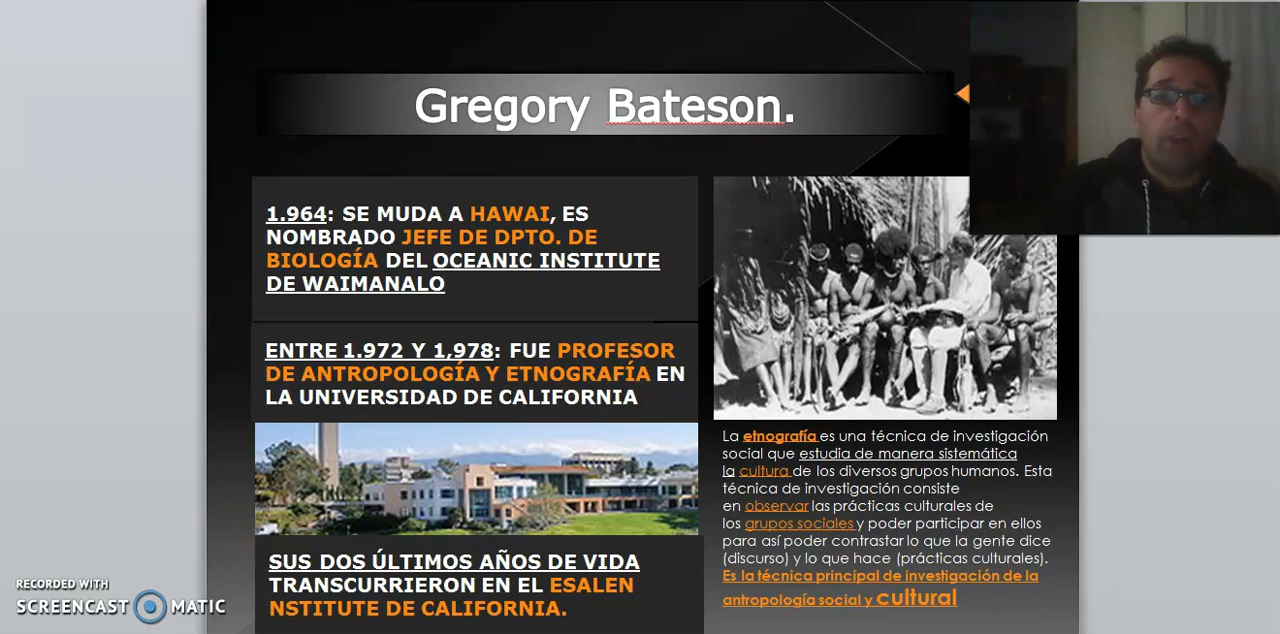 Gregory Bateson.
1.964: SE MUDA A HAWAI, ES
NOMBRADO JEFE DE DPTO. DE
BIOLOGÍA DEL OCEANIC INSTITUTE
DE WAIMANALO
ENTRE 1.972 Y 1,978: FUE PROFESOR
DE ANTROPOLOGÍA Y ETNOGRAFÍA EN
LA UNIVERSIDAD DE CALIFORNIA
SUS DOS ÚLTIMOS AÑOS DE VIDA
TRANSCURRIERON EN EL ESALEN
NSTITUTE DE CALIFORNIA.
La etnografía es una técnica de investigación
social que estudia de manera sistemática
la cultura de los diversos grupos humanos. Esta
técnica de investigación consiste
en observar las prácticas culturales de
los grupos sociales y poder participar en ellos
para así poder contrastar lo que la gente dice
(discurso) y lo que hace (prácticas culturales).
Es la técnica principal de investigación de la
antropología social y cultural
RECORDED WITH
SCREENCAST MATIC